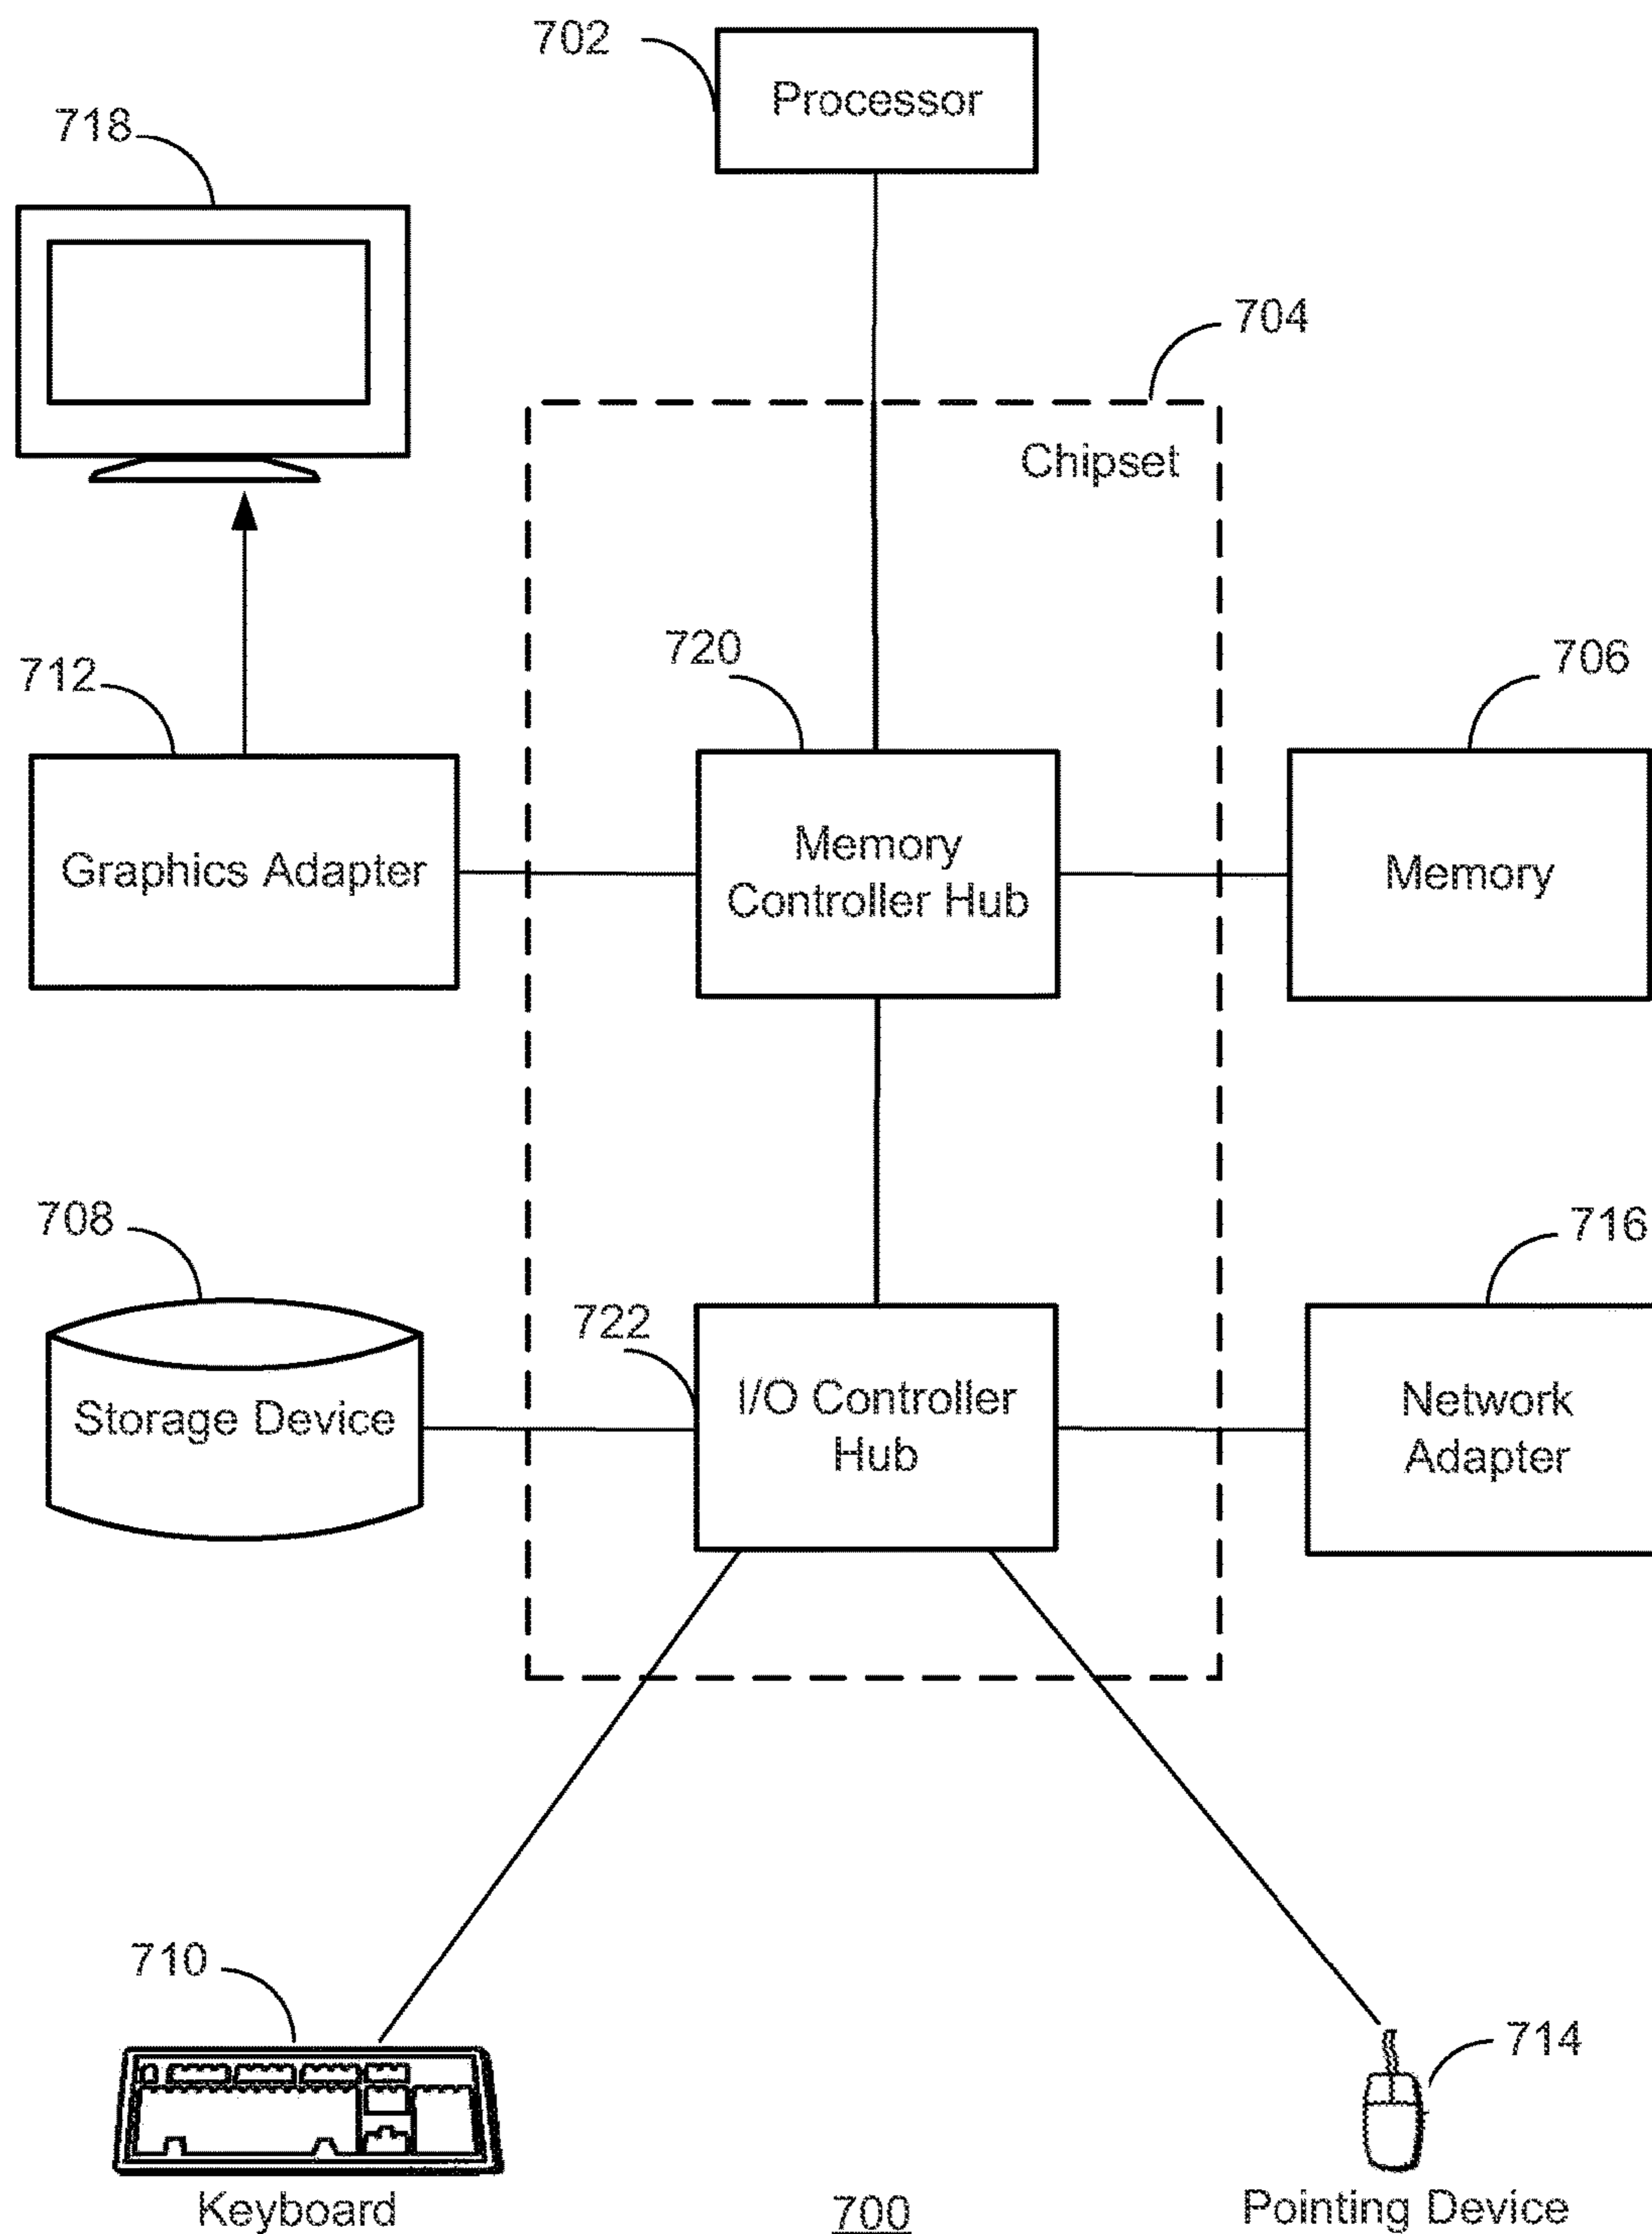 702
Processor
718
704
Chipset
720
706
712
Graphics Adapter
Memory
Controller Hub
Memory
708
716
722
Storage Device
I/O Controller
Hub
Network
Adapter
710
714
Keyboard
700
Pointing Device